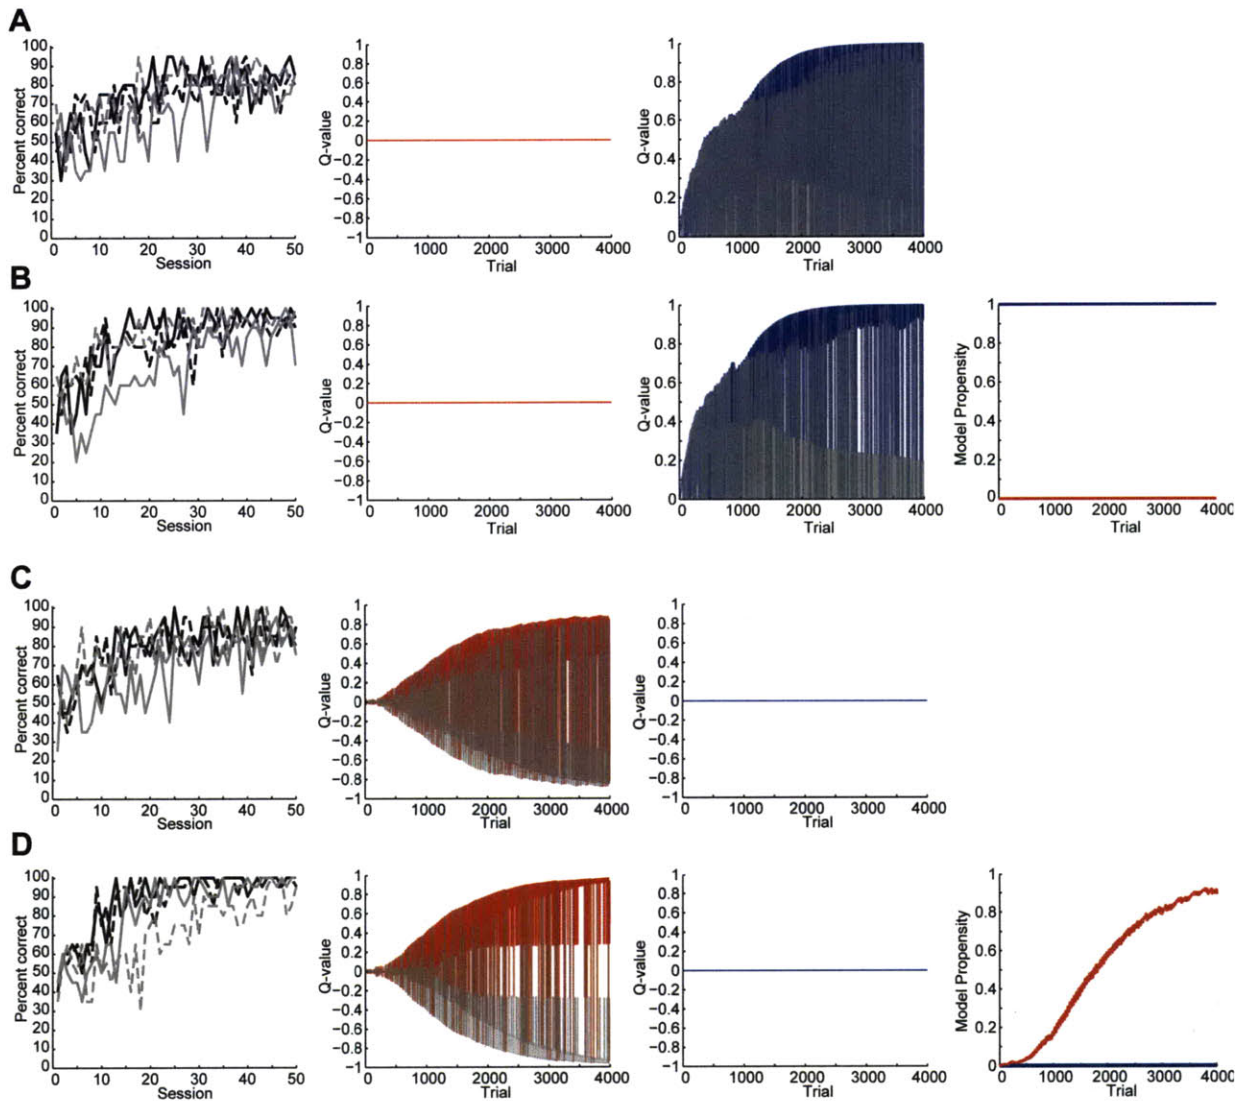 A
Percent correct
100
90
80
70
60
50
40
30
20
10
0
0 10 20 30 40 50
Session
Q-value
1
0.8
0.6
0.4
0.2
0
−0.2
−0.4
−0.6
−0.8
−1
0 1000 2000 3000 4000
Trial
Q-value
1
0.8
0.6
0.4
0.2
0
0 1000 2000 3000 4000
Trial
B
Percent correct
100
90
80
70
60
50
40
30
20
10
0
0 10 20 30 40 50
Session
Q-value
1
0.8
0.6
0.4
0.2
0
−0.2
−0.4
−0.6
−0.8
−1
0 1000 2000 3000 4000
Trial
Q-value
1
0.8
0.6
0.4
0.2
0
0 1000 2000 3000 4000
Trial
Model Propensity
1
0.8
0.6
0.4
0.2
0
0 1000 2000 3000 4000
Trial
C
Percent correct
100
90
80
70
60
50
40
30
20
10
0
0 10 20 30 40 50
Session
Q-value
1
0.8
0.6
0.4
0.2
0
−0.2
−0.4
−0.6
−0.8
−1
0 1000 2000 3000 4000
Trial
Q-value
1
0.8
0.6
0.4
0.2
0
−0.2
−0.4
−0.6
−0.8
−1
0 1000 2000 3000 4000
Trial
D
Percent correct
100
90
80
70
60
50
40
30
20
10
0
0 10 20 30 40 50
Session
Q-value
1
0.8
0.6
0.4
0.2
0
−0.2
−0.4
−0.6
−0.8
−1
0 1000 2000 3000 4000
Trial
Q-value
1
0.8
0.6
0.4
0.2
0
−0.2
−0.4
−0.6
−0.8
−1
0 1000 2000 3000 4000
Trial
Model Propensity
1
0.8
0.6
0.4
0.2
0
0 1000 2000 3000 4000
Trial